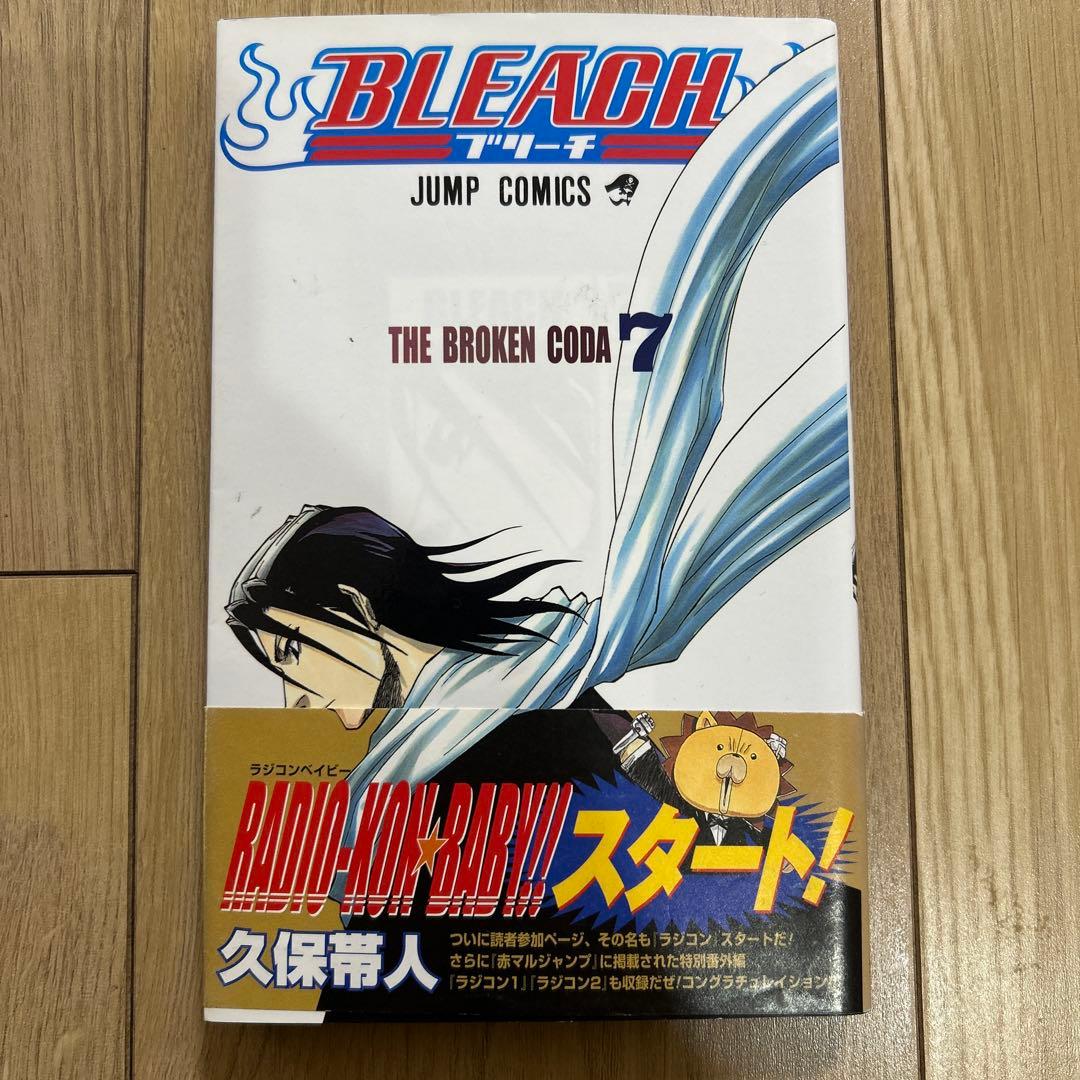 BLEACH
ブリーチ
JUMP COMICS
THE BROKEN CODA 7
ラジコンベイビー
RADIO-KON★BABY!!
スタート!
久保帯人
ついに読者参加ページ、その名も『ラジコン』スタートだ!
さらに『赤マルジャンプ』に掲載された特別番外編
『ラジコン1』『ラジコン2』も収録だぜ!コングラチュレイション!!